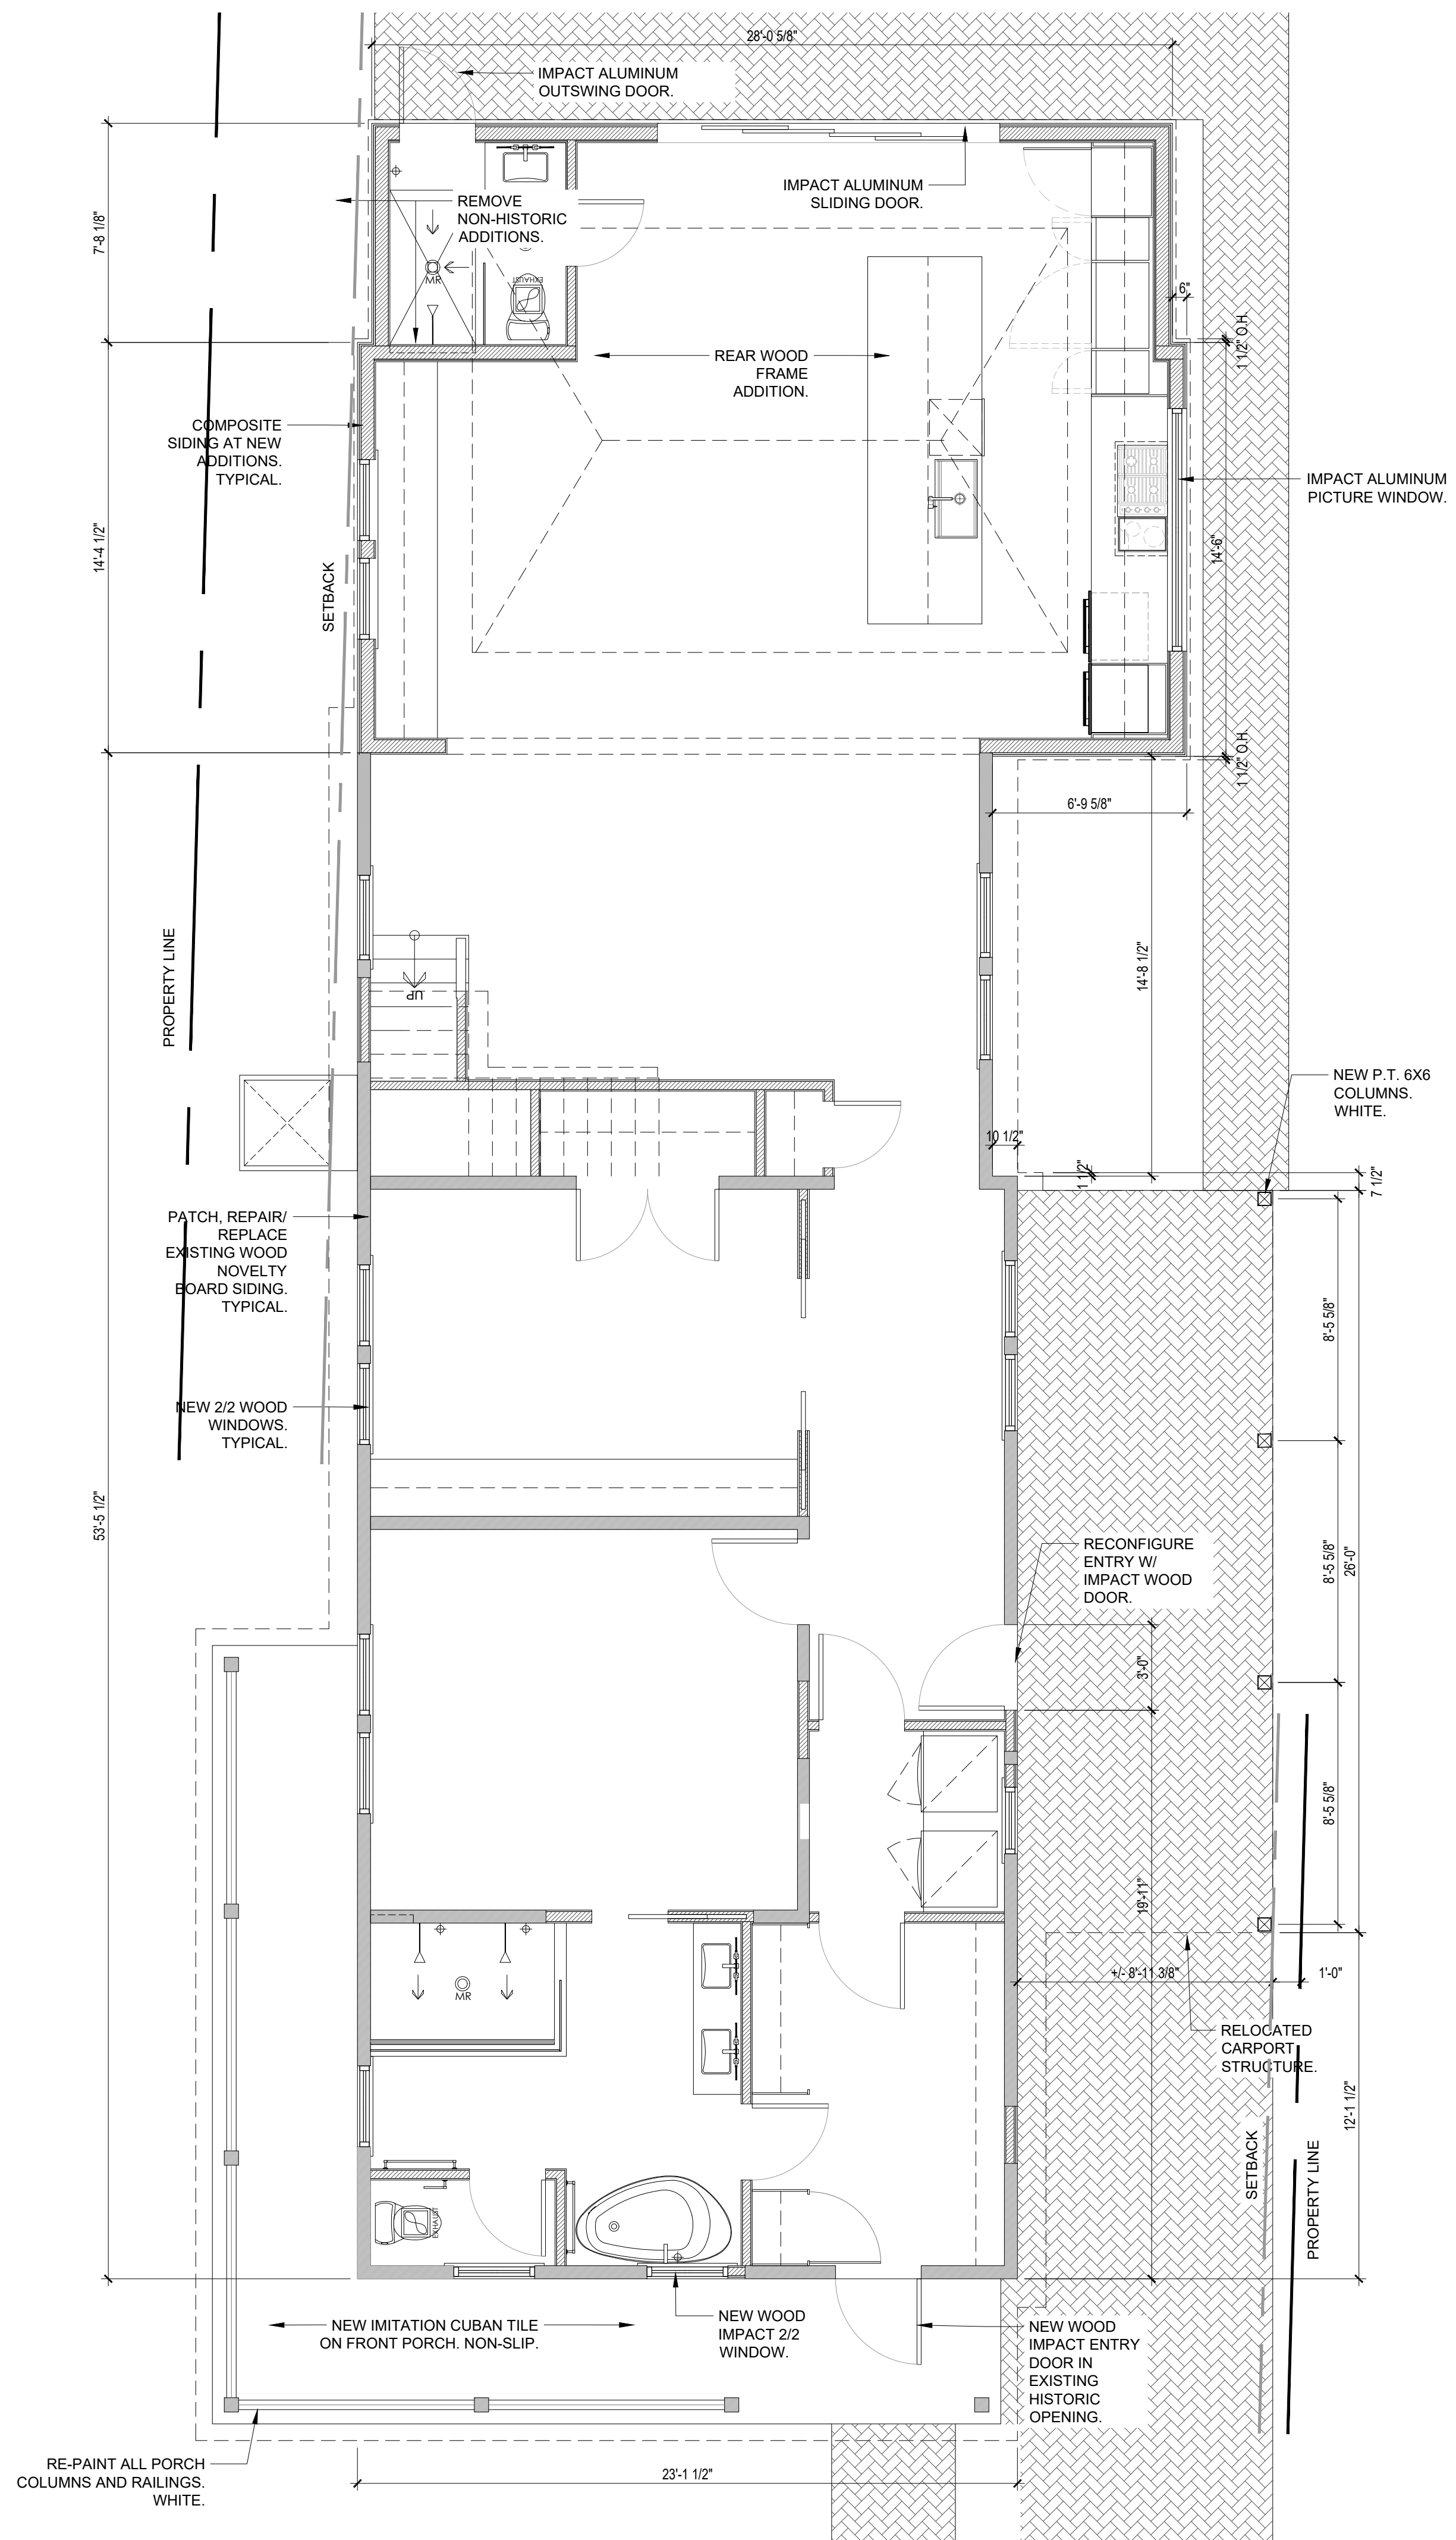 28'-0 5/8"
IMPACT ALUMINUM
OUTSWING DOOR.
IMPACT ALUMINUM
SLIDING DOOR.
REMOVE
NON-HISTORIC
ADDITIONS.
7'-8 1/8"
EXHAUST
MR
6"
1 1/2" O.H.
REAR WOOD
FRAME
ADDITION.
COMPOSITE
SIDING AT NEW
ADDITIONS.
TYPICAL.
IMPACT ALUMINUM
PICTURE WINDOW.
14'-4 1/2"
14'-6"
SETBACK
1 1/2" O.H.
6'-9 5/8"
PROPERTY LINE
14'-8 1/2"
UP
NEW P.T. 6X6
COLUMNS.
WHITE.
10 1/2"
1 1/2"
7 1/2"
PATCH, REPAIR/
REPLACE
EXISTING WOOD
NOVELTY
BOARD SIDING.
TYPICAL.
8'-5 5/8"
NEW 2/2 WOOD
WINDOWS.
TYPICAL.
53'-5 1/2"
RECONFIGURE
ENTRY W/
IMPACT WOOD
DOOR.
8'-5 5/8"
26'-0"
3'-0"
8'-5 5/8"
19'-11"
MR
+/- 8'-11 3/8"
1'-0"
RELOCATED
CARPORT
STRUCTURE.
12'-1 1/2"
SETBACK
PROPERTY LINE
EXHAUST
NEW IMITATION CUBAN TILE
ON FRONT PORCH. NON-SLIP.
NEW WOOD
IMPACT 2/2
WINDOW.
NEW WOOD
IMPACT ENTRY
DOOR IN
EXISTING
HISTORIC
OPENING.
RE-PAINT ALL PORCH
COLUMNS AND RAILINGS.
WHITE.
23'-1 1/2"